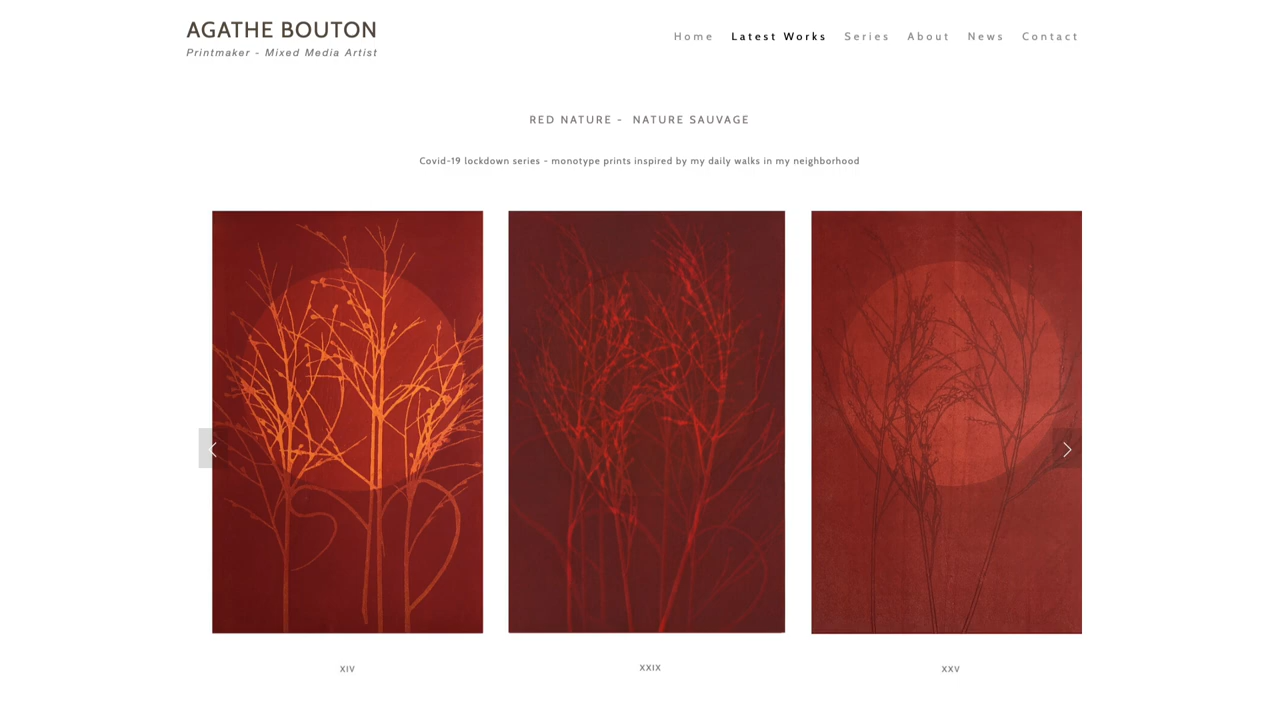 AGATHE BOUTON
Printmaker - Mixed Media Artist
Home Latest Works Series About News Contact
RED NATURE - NATURE SAUVAGE
Covid-19 lockdown series - monotype prints inspired by my daily walks in my neighborhood
XIV
XXIX
XXV